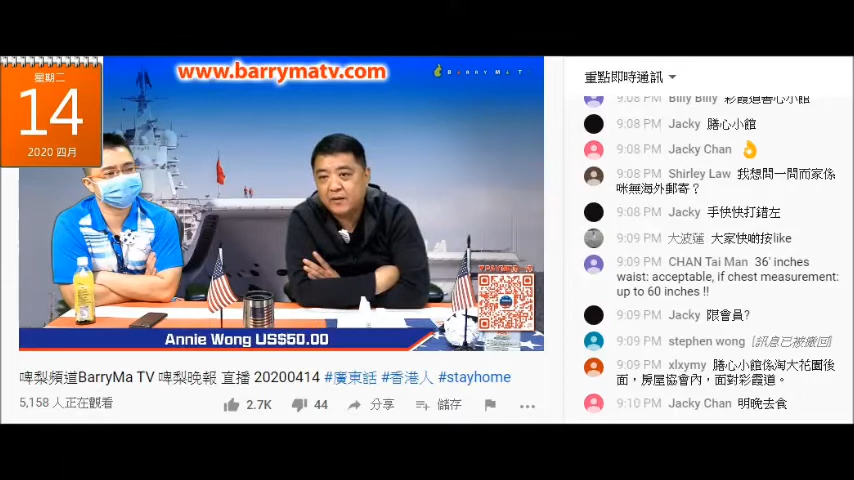 星期二
14
2020 四月
www.barrymatv.com
BARRY MAT
Annie Wong US$50.00
啤梨頻道BarryMa TV 啤梨晚報 直播 20200414 #廣東話 #香港人 #stayhome
5,158 人正在觀看
2.7K
44
分享
儲存
重點即時通訊
9:08 PM Billy Billy 彩霞道善心小館
9:08 PM Jacky 膳心小館
9:08 PM Jacky Chan 👌
9:08 PM Shirley Law 我想問一問而家係
咪無海外郵寄？
9:08 PM Jacky 手快快打錯左
9:09 PM 大波蓮 大家快啲按like
9:09 PM CHAN Tai Man 36' inches
waist: acceptable, if chest measurement:
up to 60 inches !!
9:09 PM Jacky 限會員?
9:09 PM stephen wong [訊息已被撤回]
9:09 PM xlxymy 膳心小館係淘大花園後
面，房屋協會內，面對彩霞道。
9:10 PM Jacky Chan 明晚去食